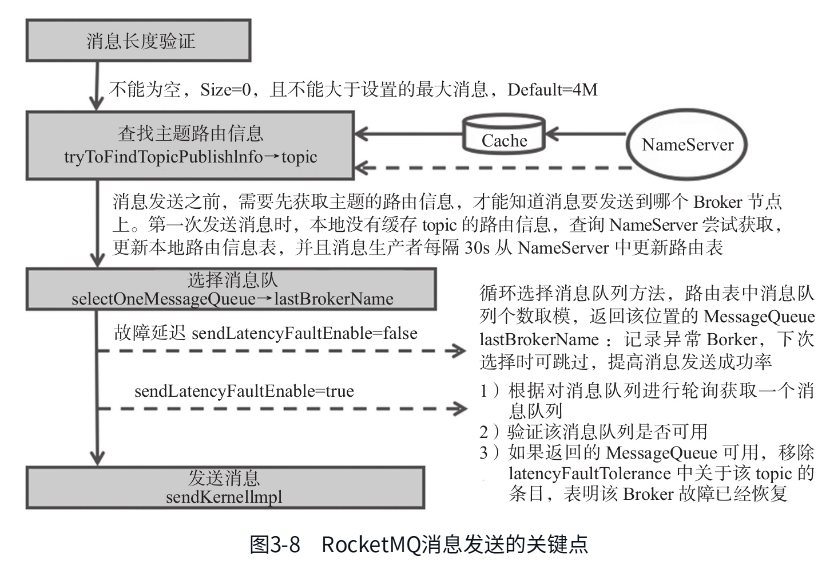 消息长度验证
不能为空，Size=0，且不能大于设置的最大消息，Default=4M
查找主题路由信息
tryToFindTopicPublishInfo→topic
Cache
NameServer
消息发送之前，需要先获取主题的路由信息，才能知道消息要发送到哪个 Broker 节点
上。第一次发送消息时，本地没有缓存 topic 的路由信息，查询 NameServer 尝试获取，
更新本地路由信息表，并且消息生产者每隔 30s 从 NameServer 中更新路由表
选择消息队
selectOneMessageQueue→lastBrokerName
故障延迟 sendLatencyFaultEnable=false
循环选择消息队列方法，路由表中消息队
列个数取模，返回该位置的 MessageQueue
lastBrokerName：记录异常 Borker，下次
选择时可跳过，提高消息发送成功率
sendLatencyFaultEnable=true
1）根据对消息队列进行轮询获取一个消
息队列
2）验证该消息队列是否可用
3）如果返回的 MessageQueue 可用，移除
latencyFaultTolerance 中关于该 topic 的
条目，表明该 Broker 故障已经恢复
发送消息
sendKernelImpl
图3-8 RocketMQ消息发送的关键点